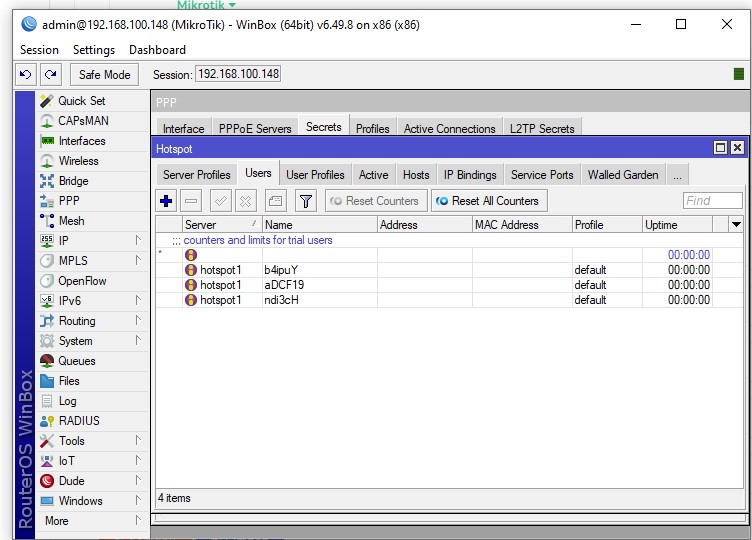 Mikrotik
admin@192.168.100.148 (MikroTik) - WinBox (64bit) v6.49.8 on x86 (x86)
Session Settings Dashboard
Safe Mode Session: 192.168.100.148
Quick Set
CAPsMAN
Interfaces
Wireless
Bridge
PPP
Mesh
IP
MPLS
OpenFlow
IPv6
Routing
System
Queues
Files
Log
RADIUS
Tools
IoT
Dude
Windows
More
RouterOS WinBox
PPP
Interface PPPoE Servers Secrets Profiles Active Connections L2TP Secrets
Hotspot
Server Profiles Users User Profiles Active Hosts IP Bindings Service Ports Walled Garden ...
Reset Counters Reset All Counters Find
Server Name Address MAC Address Profile Uptime
;;; counters and limits for trial users
* 00:00:00
hotspot1 b4ipuY default 00:00:00
hotspot1 aDCF19 default 00:00:00
hotspot1 ndi3cH default 00:00:00
4 items